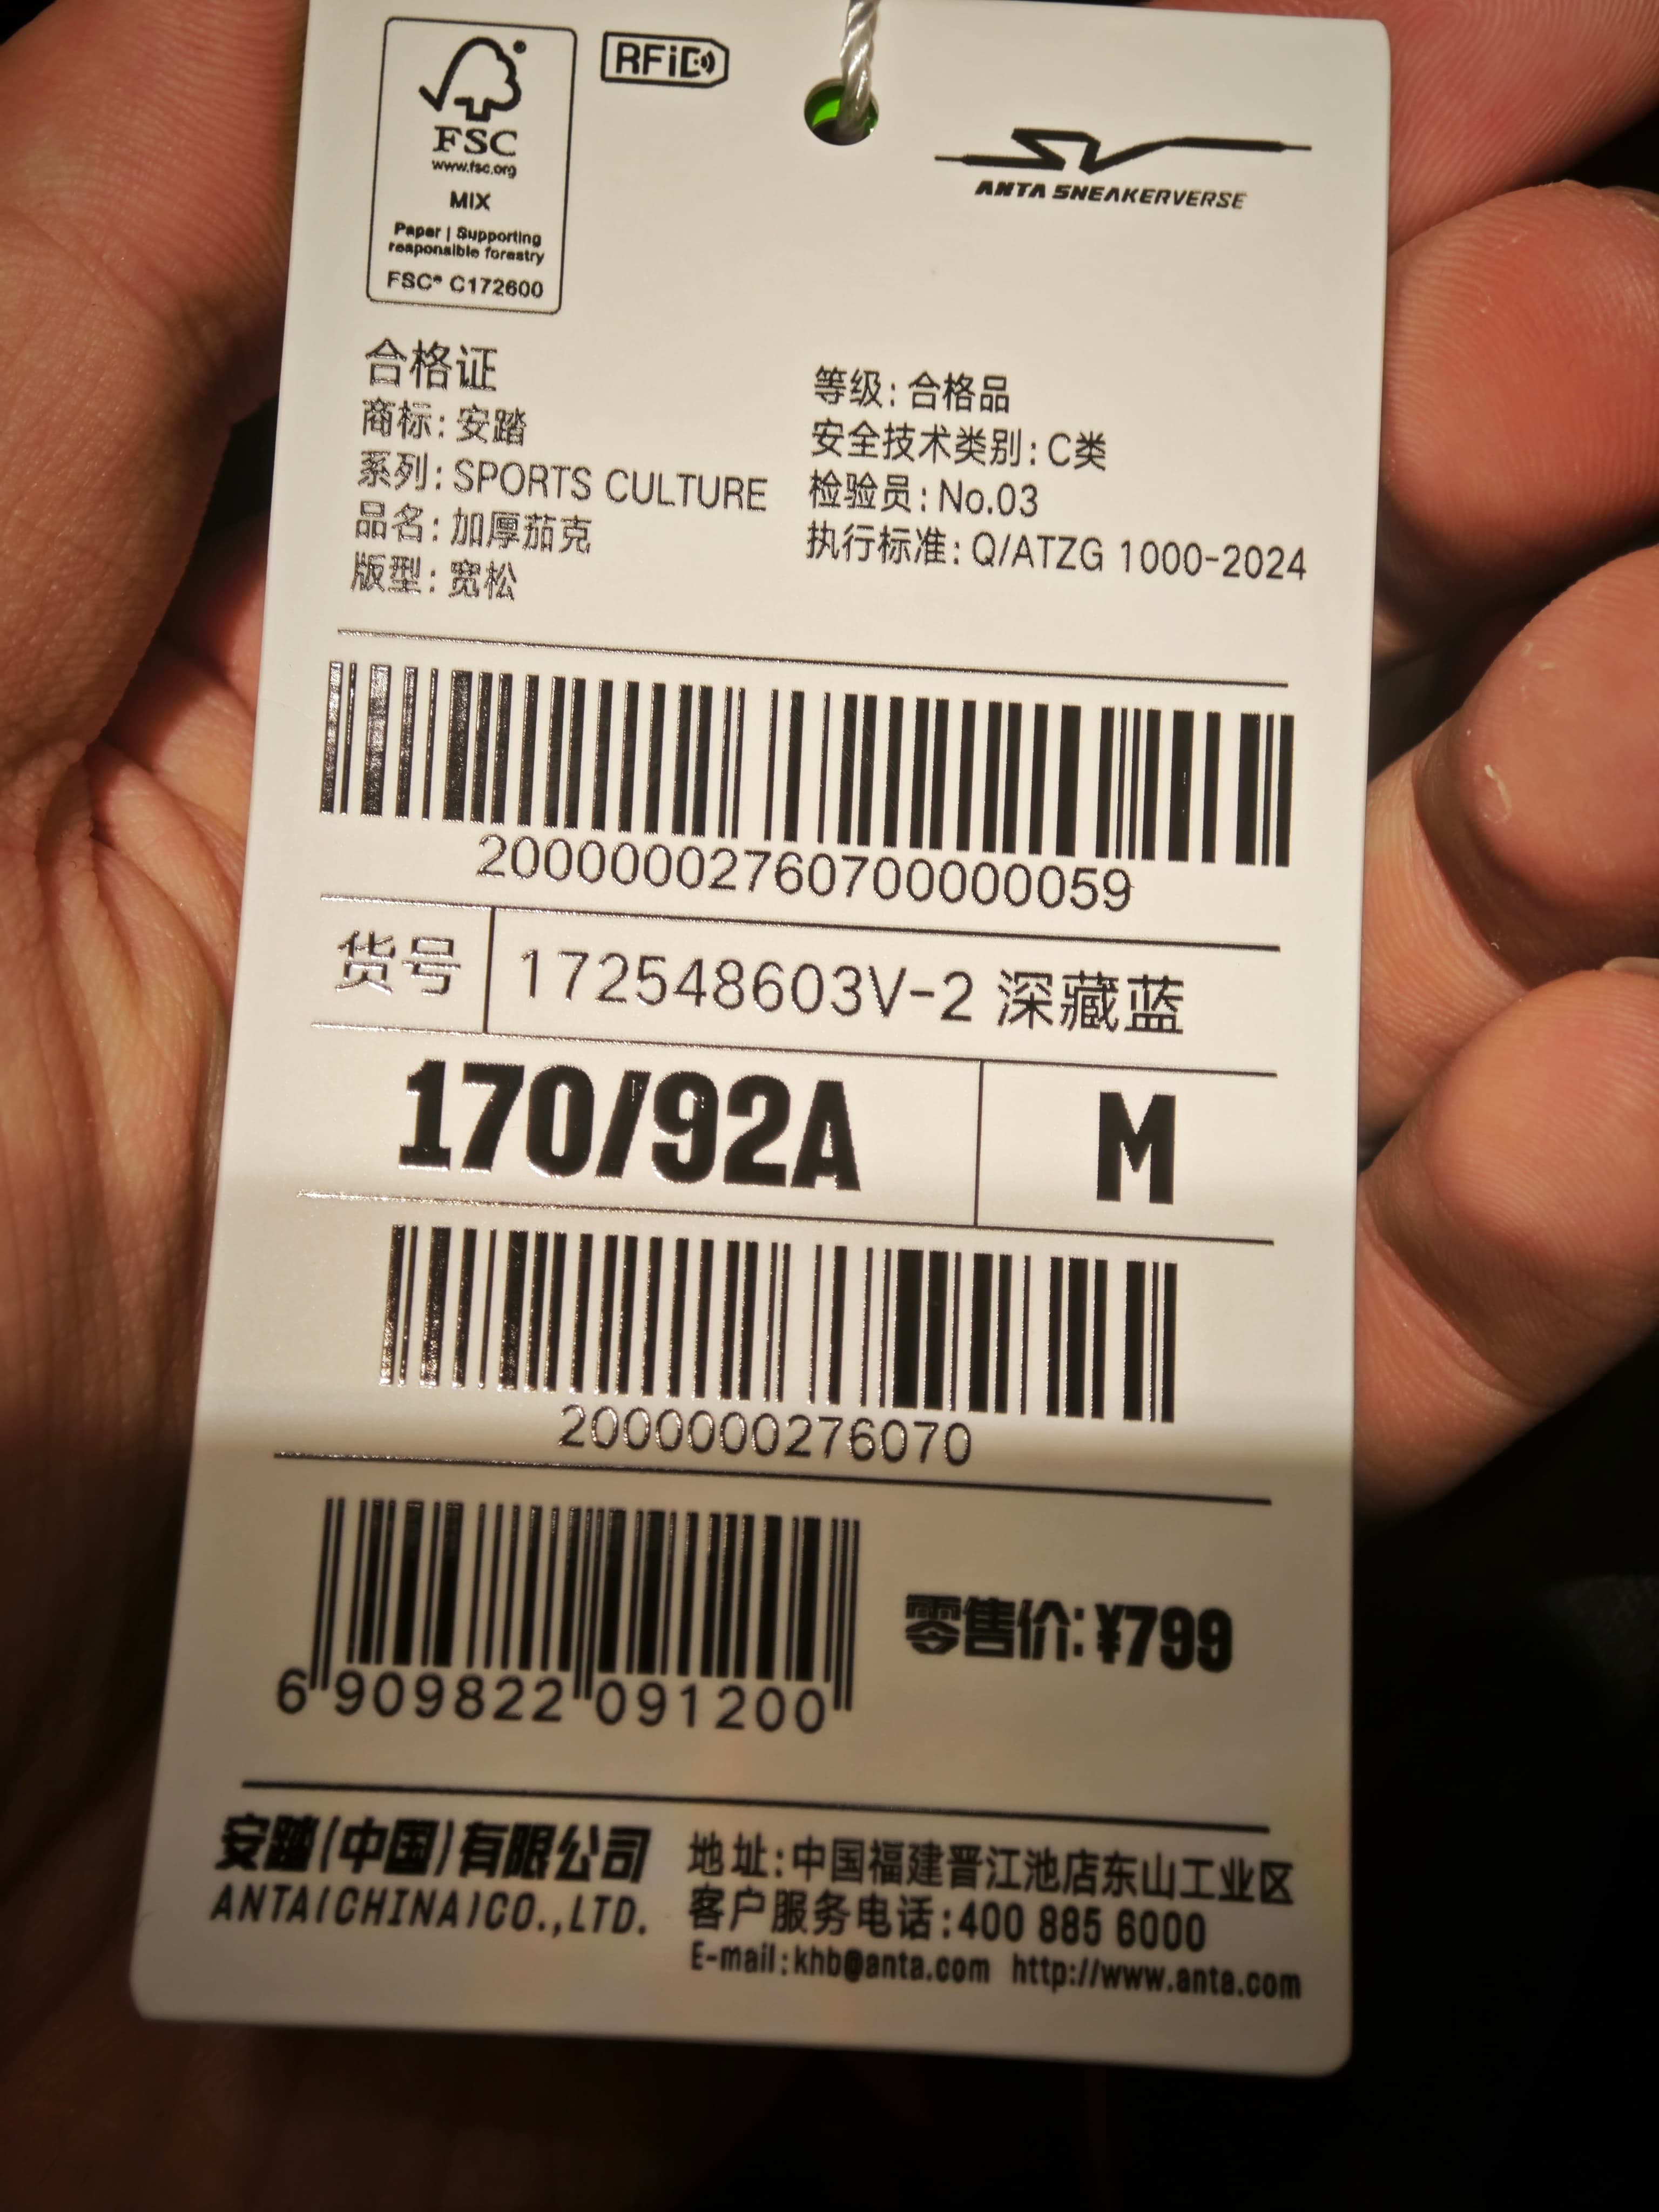 FSC
www.fsc.org
MIX
Paper | Supporting
responsible forestry
FSC® C172600
RFiD
SV
ANTA SNEAKERVERSE
合格证
商标: 安踏
系列: SPORTS CULTURE
品名: 加厚茄克
版型: 宽松
等级: 合格品
安全技术类别: C类
检验员: No.03
执行标准: Q/ATZG 1000-2024
20000002760700000059
货号 172548603V-2 深藏蓝
170/92A M
2000000276070
6 909822 091200
零售价: ¥799
安踏(中国)有限公司
ANTA(CHINA)CO.,LTD.
地址: 中国福建晋江池店东山工业区
客户服务电话: 400 885 6000
E-mail: khb@anta.com http://www.anta.com